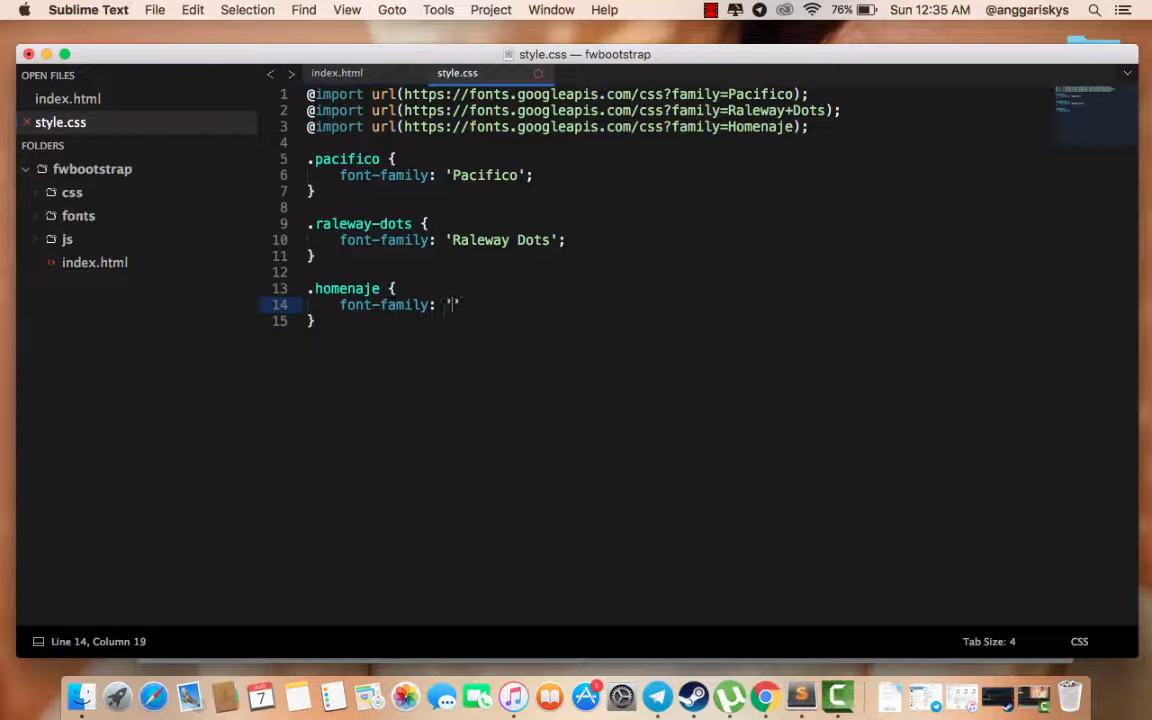 Sublime Text File Edit Selection Find View Goto Tools Project Window Help 76% Sun 12:35 AM @anggariskys
style.css — fwbootstrap
OPEN FILES
index.html
style.css
FOLDERS
fwbootstrap
css
fonts
js
index.html
index.html style.css
1 @import url(https://fonts.googleapis.com/css?family=Pacifico);
2 @import url(https://fonts.googleapis.com/css?family=Raleway+Dots);
3 @import url(https://fonts.googleapis.com/css?family=Homenaje);
4
5 .pacifico {
6 font-family: 'Pacifico';
7 }
8
9 .raleway-dots {
10 font-family: 'Raleway Dots';
11 }
12
13 .homenaje {
14 font-family: ''
15 }
Line 14, Column 19 Tab Size: 4 CSS
AUG
7
1